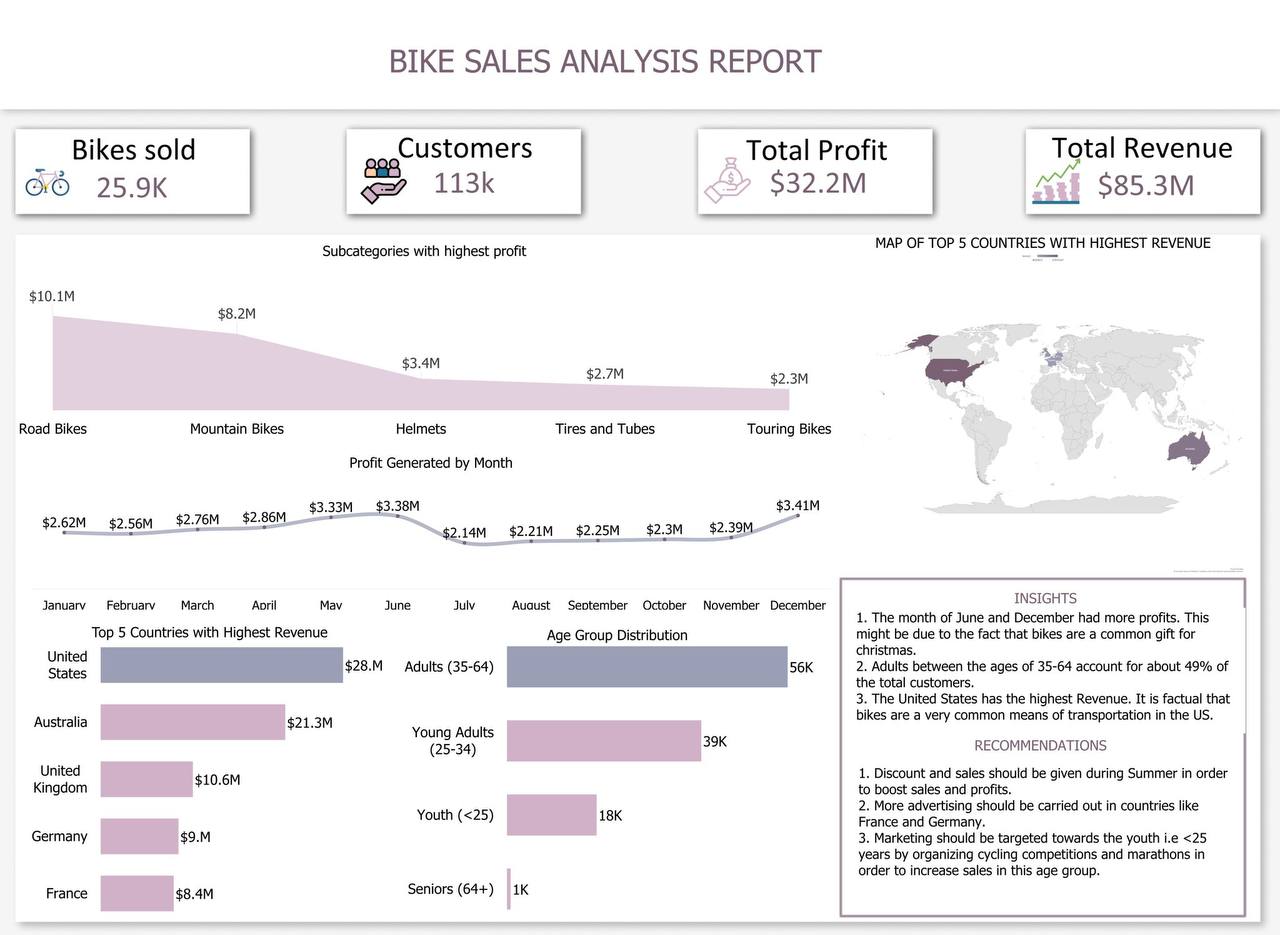 BIKE SALES ANALYSIS REPORT
Bikes sold
25.9K
Customers
113k
Total Profit
$32.2M
Total Revenue
$85.3M
Subcategories with highest profit
$10.1M
$8.2M
$3.4M
$2.7M
$2.3M
Road Bikes
Mountain Bikes
Helmets
Tires and Tubes
Touring Bikes
MAP OF TOP 5 COUNTRIES WITH HIGHEST REVENUE
Profit Generated by Month
$2.62M
$2.56M
$2.76M
$2.86M
$3.33M
$3.38M
$2.14M
$2.21M
$2.25M
$2.3M
$2.39M
$3.41M
January
February
March
April
May
June
July
August
September
October
November
December
Top 5 Countries with Highest Revenue
United
States
$28.M
Australia
$21.3M
United
Kingdom
$10.6M
Germany
$9.M
France
$8.4M
Age Group Distribution
Adults (35-64)
56K
Young Adults
(25-34)
39K
Youth (<25)
18K
Seniors (64+)
1K
INSIGHTS
1. The month of June and December had more profits. This
might be due to the fact that bikes are a common gift for
christmas.
2. Adults between the ages of 35-64 account for about 49% of
the total customers.
3. The United States has the highest Revenue. It is factual that
bikes are a very common means of transportation in the US.
RECOMMENDATIONS
1. Discount and sales should be given during Summer in order
to boost sales and profits.
2. More advertising should be carried out in countries like
France and Germany.
3. Marketing should be targeted towards the youth i.e <25
years by organizing cycling competitions and marathons in
order to increase sales in this age group.